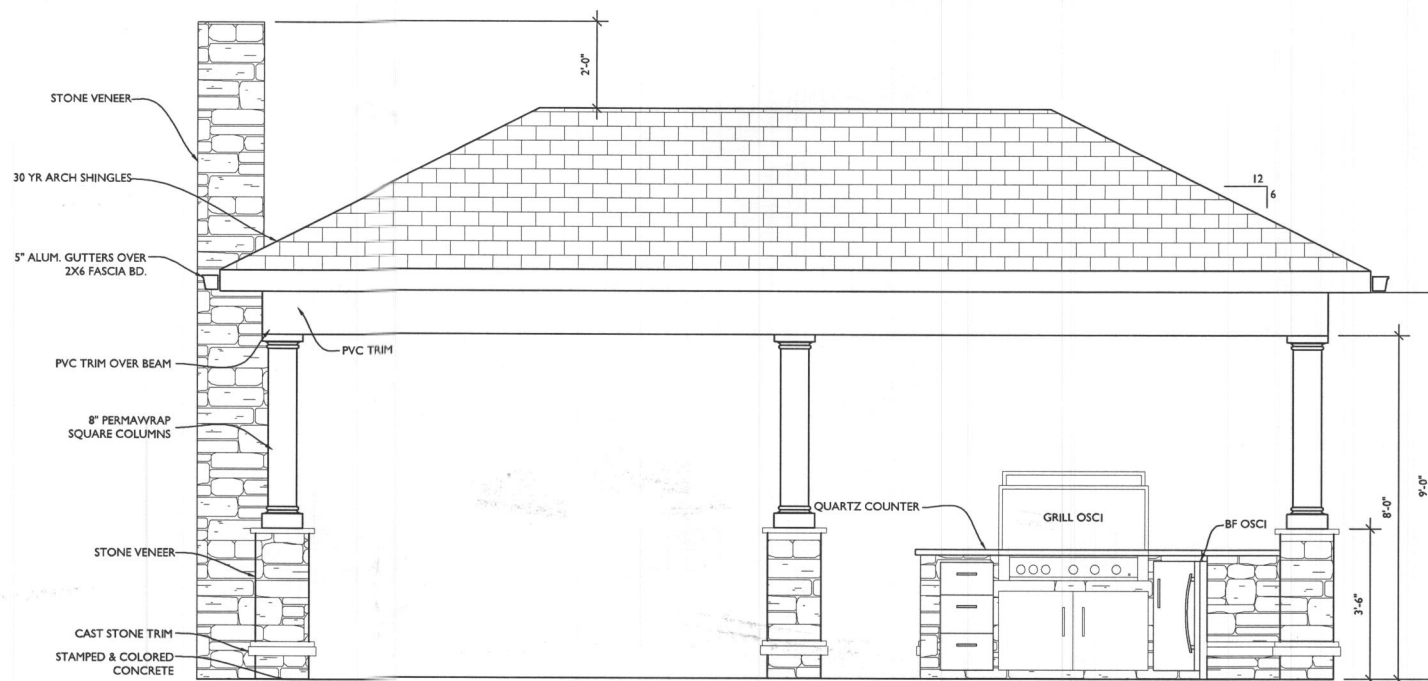 2'-0"
STONE VENEER
30 YR ARCH SHINGLES
12
6
5" ALUM. GUTTERS OVER
2X6 FASCIA BD.
PVC TRIM
PVC TRIM OVER BEAM
8" PERMAWRAP
SQUARE COLUMNS
9'-0"
8'-0"
QUARTZ COUNTER
GRILL OSCI
BF OSCI
STONE VENEER
3'-6"
CAST STONE TRIM
STAMPED & COLORED
CONCRETE